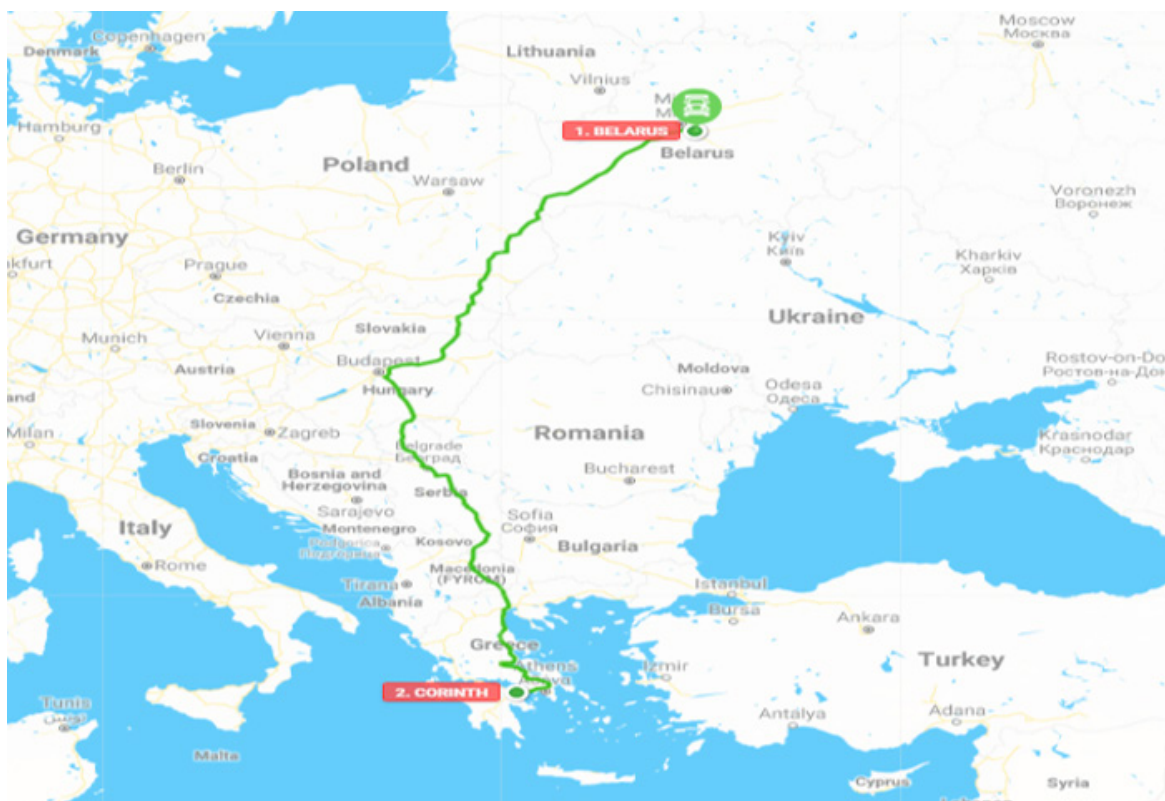 Moscow
Москва
Copenhagen
Denmark
Lithuania
Vilnius
1. BELARUS
Belarus
Hamburg
Poland
Berlin
Warsaw
Voronezh
Воронеж
Germany
Kyiv
Київ
Kharkiv
Харків
Prague
Czechia
Ukraine
Slovakia
Munich
Vienna
Budapest
Austria
Hungary
Moldova
Chisinau
Odesa
Одеса
Slovenia
Zagreb
Milan
Croatia
Belgrade
Београд
Romania
Krasnodar
Краснодар
Bosnia and
Herzegovina
Sarajevo
Serbia
Bucharest
Montenegro
Podgorica
Kosovo
Sofia
София
Bulgaria
Italy
Rome
Macedonia
(FYROM)
Tirana
Albania
Istanbul
Bursa
Ankara
Greece
Athens
Izmir
Turkey
2. CORINTH
Antalya
Adana
Tunis
Malta
Cyprus
Syria